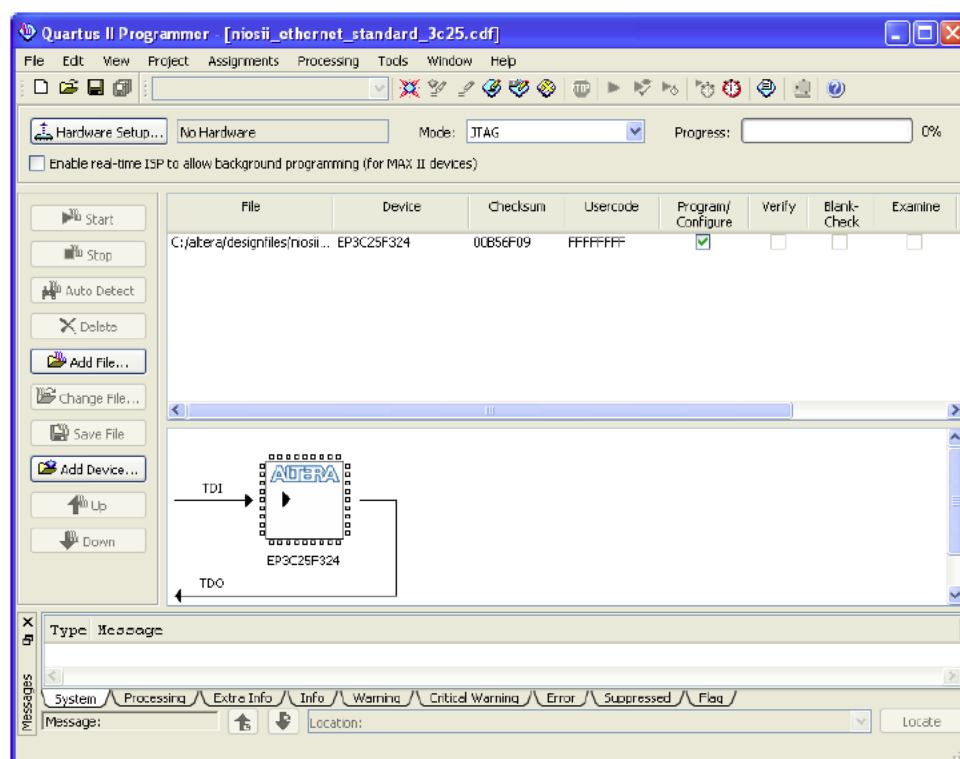 Quartus II Programmer - [niosii_ethernet_standard_3c25.cdf]
File Edit View Project Assignments Processing Tools Window Help
Hardware Setup... No Hardware Mode: JTAG Progress: 0%
Enable real-time ISP to allow background programming (for MAX II devices)
File Device Checksum Usercode Program/ Configure Verify Blank- Check Examine
C:/altera/designfiles/niosii... EP3C25F324 00B56F09 FFFFFFFF
Start
Stop
Auto Detect
Delete
Add File...
Change File...
Save File
Add Device...
Up
Down
ALTERA
TDI
EP3C25F324
TDO
Type Message
Messages
System Processing Extra Info Info Warning Critical Warning Error Suppressed Flag
Message: Location: Locate